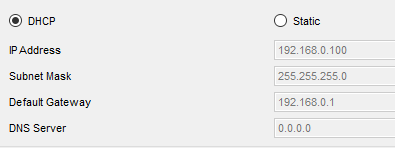 DHCP Static
IP Address 192.168.0.100
Subnet Mask 255.255.255.0
Default Gateway 192.168.0.1
DNS Server 0.0.0.0